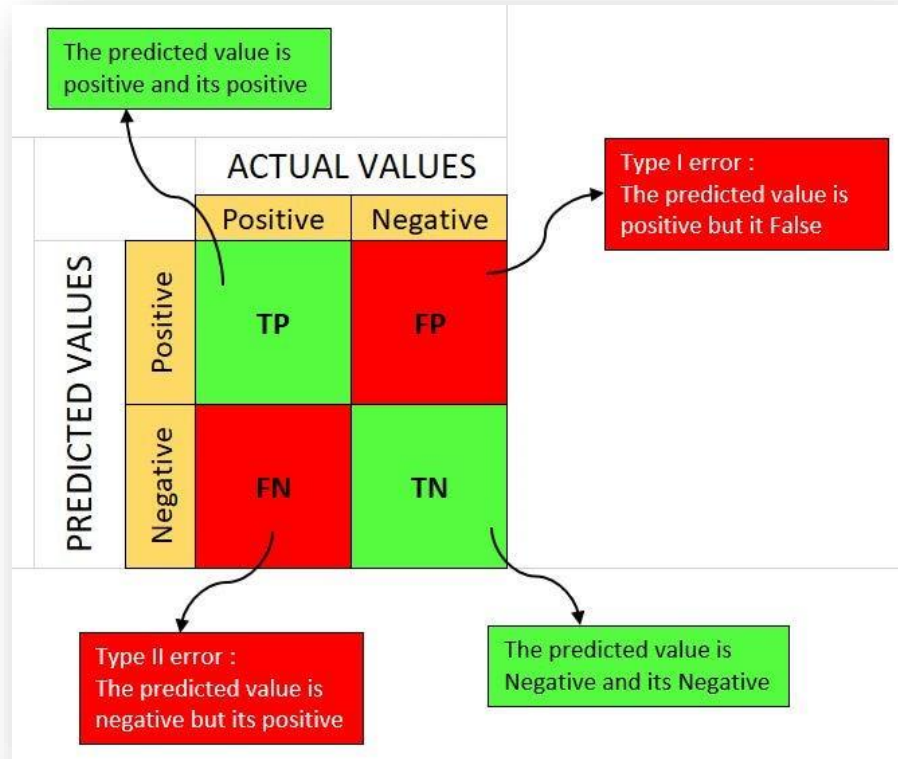 The predicted value is
positive and its positive
ACTUAL VALUES
Type I error :
The predicted value is
positive but it False
Positive
Negative
PREDICTED VALUES
Positive
TP
FP
Negative
FN
TN
Type II error :
The predicted value is
negative but its positive
The predicted value is
Negative and its Negative